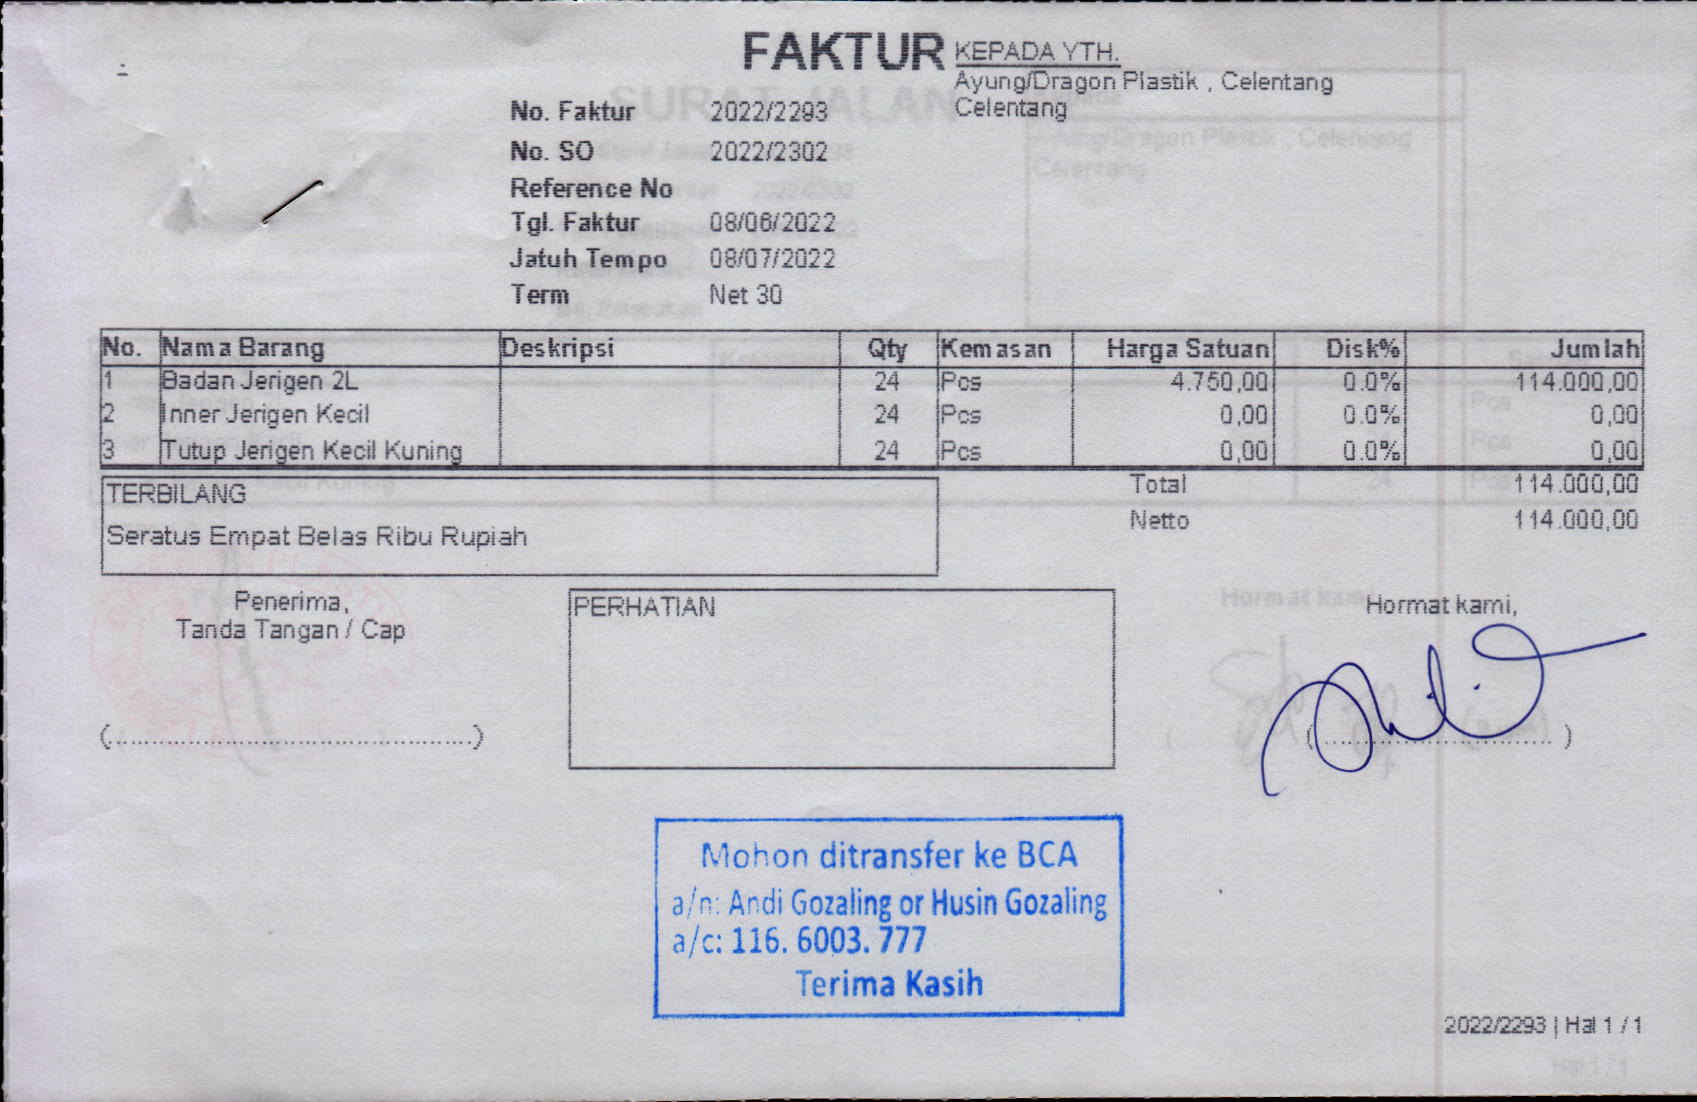 FAKTUR
KEPADA YTH.
Ayung/Dragon Plastik , Celentang
Celentang
No. Faktur 2022/2293
No. SO 2022/2302
Reference No
Tgl. Faktur 08/06/2022
Jatuh Tempo 08/07/2022
Term Net 30
No. Nama Barang Deskripsi Qty Kemasan Harga Satuan Disk% Jumlah
1 Badan Jerigen 2L 24 Pcs 4.750,00 0.0% 114.000,00
2 Inner Jerigen Kecil 24 Pcs 0,00 0.0% 0,00
3 Tutup Jerigen Kecil Kuning 24 Pcs 0,00 0.0% 0,00
TERBILANG
Seratus Empat Belas Ribu Rupiah
Total 114.000,00
Netto 114.000,00
Penerima,
Tanda Tangan / Cap
PERHATIAN
Hormat kami,
(.............................................)
(.............................. )
Mohon ditransfer ke BCA
a/n: Andi Gozaling or Husin Gozaling
a/c: 116. 6003. 777
Terima Kasih
2022/2293 | Hal 1 / 1